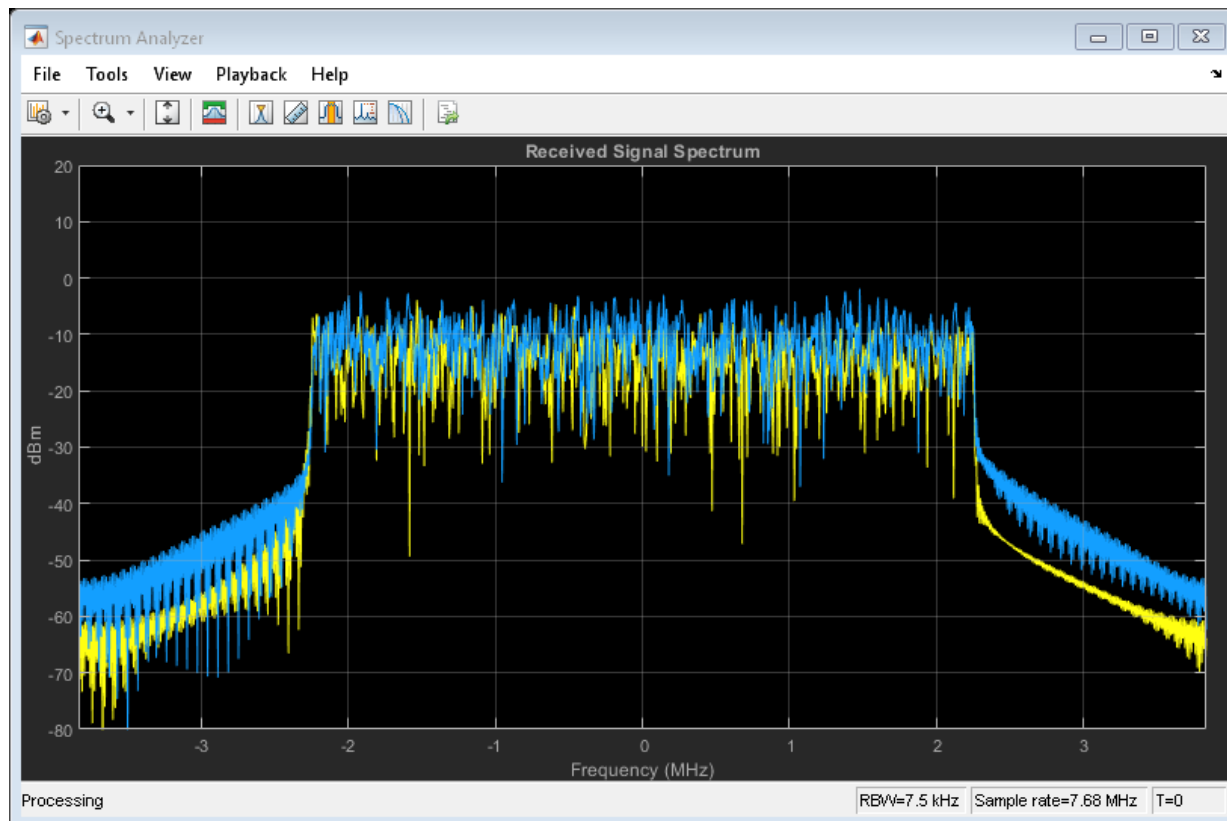 Spectrum Analyzer
File Tools View Playback Help
Received Signal Spectrum
20
10
0
-10
-20
-30
-40
-50
-60
-70
-80
dBm
-3 -2 -1 0 1 2 3
Frequency (MHz)
Processing RBW=7.5 kHz Sample rate=7.68 MHz T=0